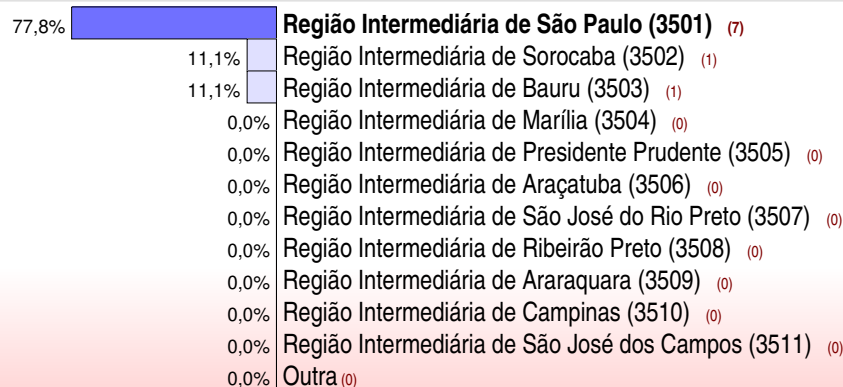 77,8% Região Intermediária de São Paulo (3501) (7)
11,1% Região Intermediária de Sorocaba (3502) (1)
11,1% Região Intermediária de Bauru (3503) (1)
0,0% Região Intermediária de Marília (3504) (0)
0,0% Região Intermediária de Presidente Prudente (3505) (0)
0,0% Região Intermediária de Araçatuba (3506) (0)
0,0% Região Intermediária de São José do Rio Preto (3507) (0)
0,0% Região Intermediária de Ribeirão Preto (3508) (0)
0,0% Região Intermediária de Araraquara (3509) (0)
0,0% Região Intermediária de Campinas (3510) (0)
0,0% Região Intermediária de São José dos Campos (3511) (0)
0,0% Outra (0)